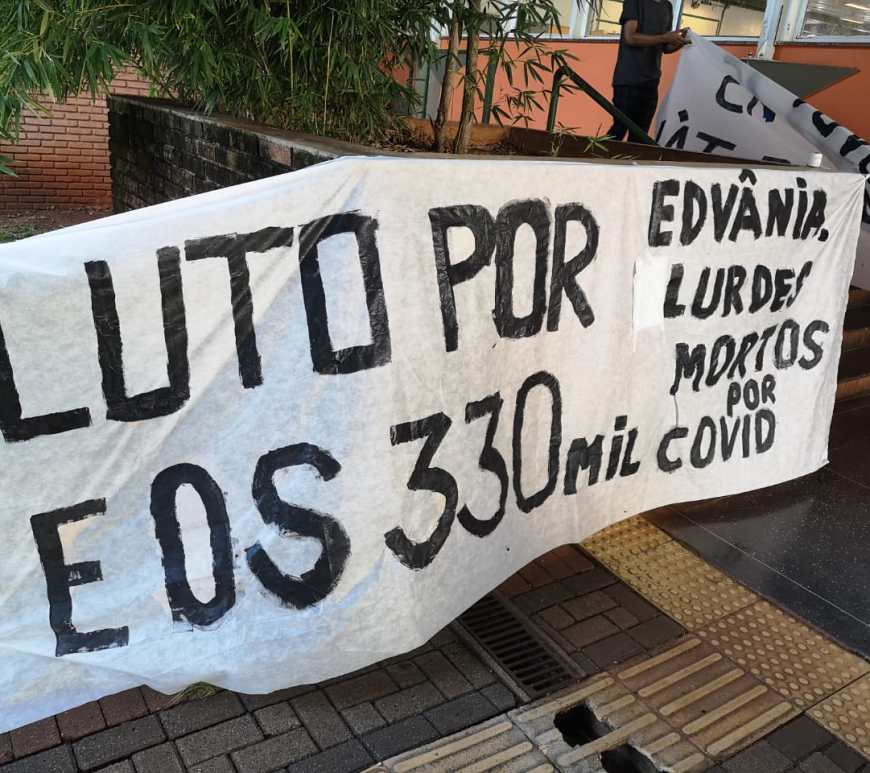 LUTO POR EDVÂNIA,
LURDES
E OS 330 MIL MORTOS
POR
COVID